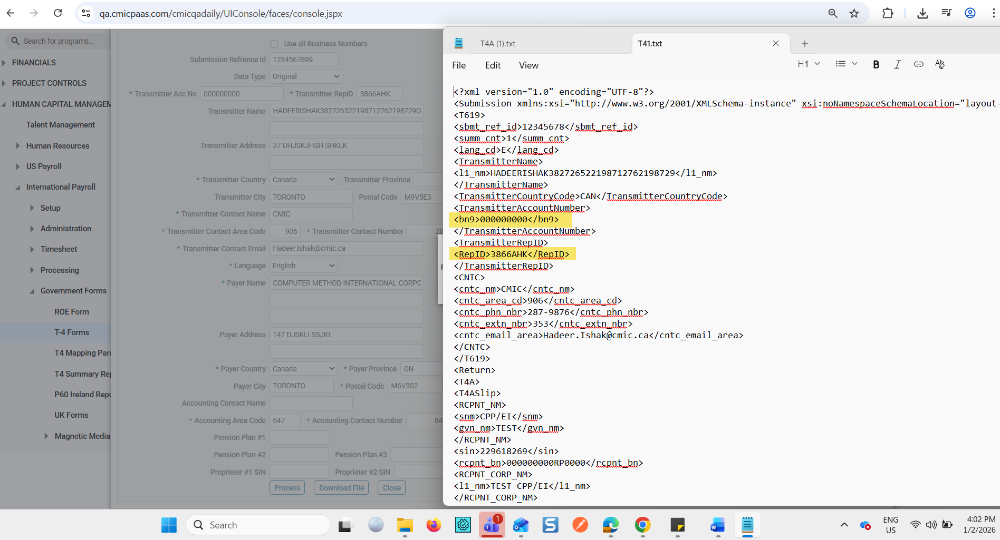 qa.cmicpaas.com/cmicqadaily/UIConsole/faces/console.jspx
Search for programs...
FINANCIALS
PROJECT CONTROLS
HUMAN CAPITAL MANAGEM
Talent Management
Human Resources
US Payroll
International Payroll
Setup
Administration
Timesheet
Processing
Government Forms
ROE Form
T-4 Forms
T4 Mapping Para
T4 Summary Rep
P60 Ireland Repo
UK Forms
Magnetic Media
Use all Business Numbers
Submission Refrence Id 1234567899
Data Type Original
* Transmitter Acc No 000000000 * Transmitter RepID 3866AHK
Transmitter Name HADEERISHAK382726522198712762198729O
Transmitter Address 37 DHJSKJHSH SHKLK
* Transmitter Country Canada Transmitter Province
Transmitter City TORONTO Postal Code M9V5E3
* Transmitter Contact Name CMIC
* Transmitter Contact Area Code 906 * Transmitter Contact Number 28
* Transmitter Contact Email Hadeer.Ishak@cmic.ca
* Language English
* Payer Name COMPUTER METHOD INTERNATIONAL CORPO
Payer Address 147 DJSKLI SSJKL
* Payer Country Canada * Payer Province ON
Payer City TORONTO * Postal Code M6V3S2
Accounting Contact Name
* Accounting Area Code 647 * Accounting Contact Number 84
Pension Plan #1
Pension Plan #2 Pension Plan #3
Proprieter #1 SIN Proprieter #2 SIN
Process Download File Close
T4A (1).txt T41.txt
File Edit View H1 B I
<?xml version="1.0" encoding="UTF-8"?>
<Submission xmlns:xsi="http://www.w3.org/2001/XMLSchema-instance" xsi:noNamespaceSchemaLocation="layout-
<T619>
<sbmt_ref_id>12345678</sbmt_ref_id>
<summ_cnt>1</summ_cnt>
<lang_cd>E</lang_cd>
<TransmitterName>
<l1_nm>HADEERISHAK382726522198712762198729</l1_nm>
</TransmitterName>
<TransmitterCountryCode>CAN</TransmitterCountryCode>
<TransmitterAccountNumber>
<bn9>000000000</bn9>
</TransmitterAccountNumber>
<TransmitterRepID>
<RepID>3866AHK</RepID>
</TransmitterRepID>
<CNTC>
<cntc_nm>CMIC</cntc_nm>
<cntc_area_cd>906</cntc_area_cd>
<cntc_phn_nbr>287-9876</cntc_phn_nbr>
<cntc_extn_nbr>353</cntc_extn_nbr>
<cntc_email_area>Hadeer.Ishak@cmic.ca</cntc_email_area>
</CNTC>
</T619>
<Return>
<T4A>
<T4ASlip>
<RCPNT_NM>
<snm>CPP/EI</snm>
<gvn_nm>TEST</gvn_nm>
</RCPNT_NM>
<sin>229618269</sin>
<rcpnt_bn>000000000RP0000</rcpnt_bn>
<RCPNT_CORP_NM>
<l1_nm>TEST CPP/EI</l1_nm>
</RCPNT_CORP_NM>
Search
1
ENG
US
4:02 PM
1/2/2026